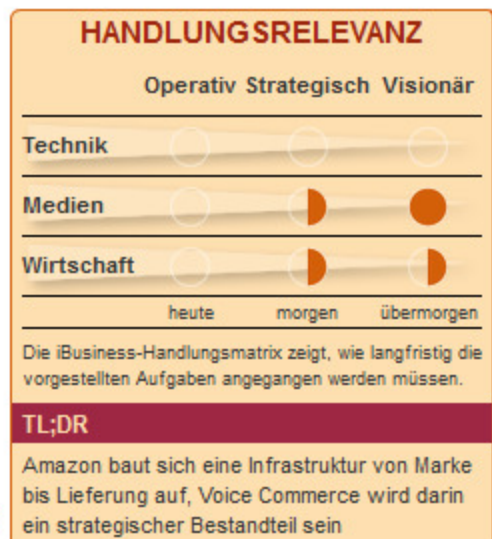 HANDLUNGSRELEVANZ
Operativ Strategisch Visionär
Technik
Medien
Wirtschaft
heute morgen übermorgen
Die iBusiness-Handlungsmatrix zeigt, wie langfristig die
vorgestellten Aufgaben angegangen werden müssen.
TL;DR
Amazon baut sich eine Infrastruktur von Marke
bis Lieferung auf, Voice Commerce wird darin
ein strategischer Bestandteil sein